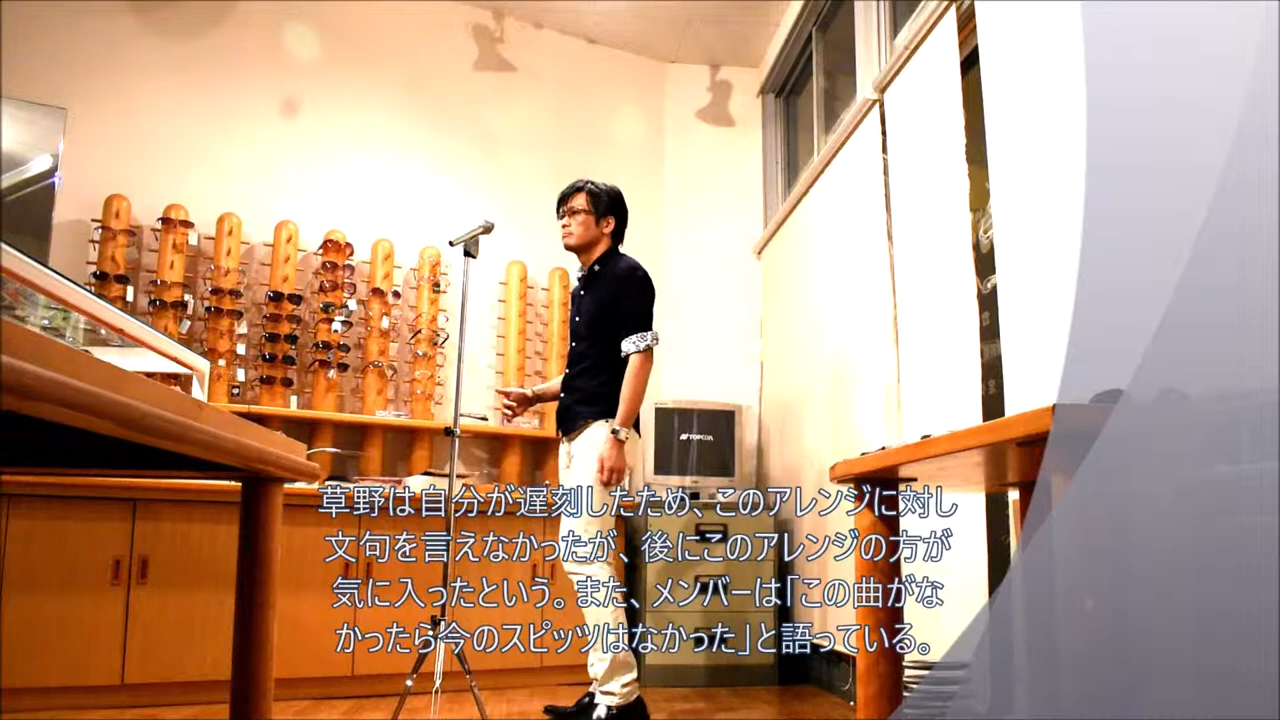 TOPCON
草野は自分が遅刻したため、このアレンジに対し
文句を言えなかったが、後にこのアレンジの方が
気に入ったという。また、メンバーは「この曲がな
かったら今のスピッツはなかった」と語っている。